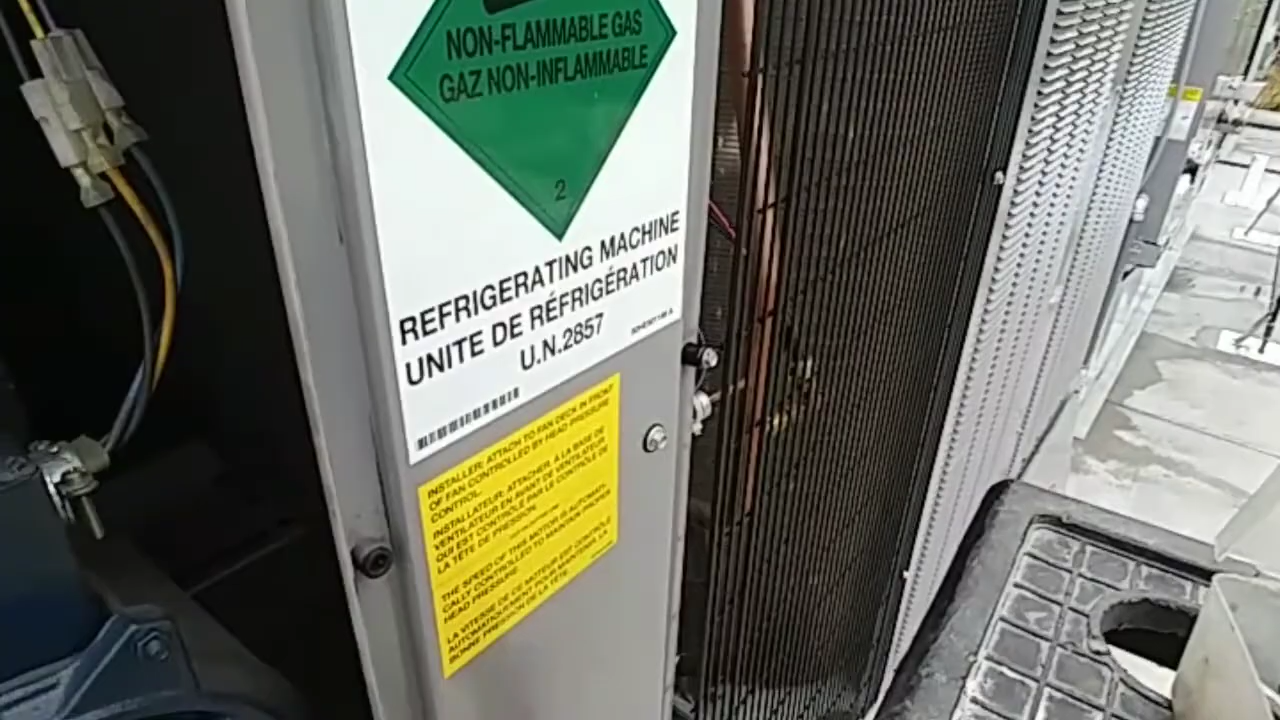 NON-FLAMMABLE GAS
GAZ NON-INFLAMMABLE
2
REFRIGERATING MACHINE
UNITE DE RÉFRIGÉRATION
U.N.2857
INSTALLER: ATTACH TO FAN DECK IN FRONT
OF FAN CONTROLLED BY HEAD PRESSURE
CONTROL.
INSTALLATEUR: ATTACHER, A LA BASE DE
VENTILATEUR EN AVANT DE VENTILATEUR
QUI EST CONTROLÉ PAR LE CONTROLE DE
LA TÊTE DE PRESSION.
THE SPEED OF THIS MOTOR IS AUTOMATI-
CALLY CONTROLLED TO MAINTAIN PROPER
HEAD PRESSURE.
LA VITESSE DE CE MOTEUR EST CONTROLÉ
AUTOMATIQUEMENT POUR MAINTENIR LA
BONNE PRESSION DE LA TÊTE.